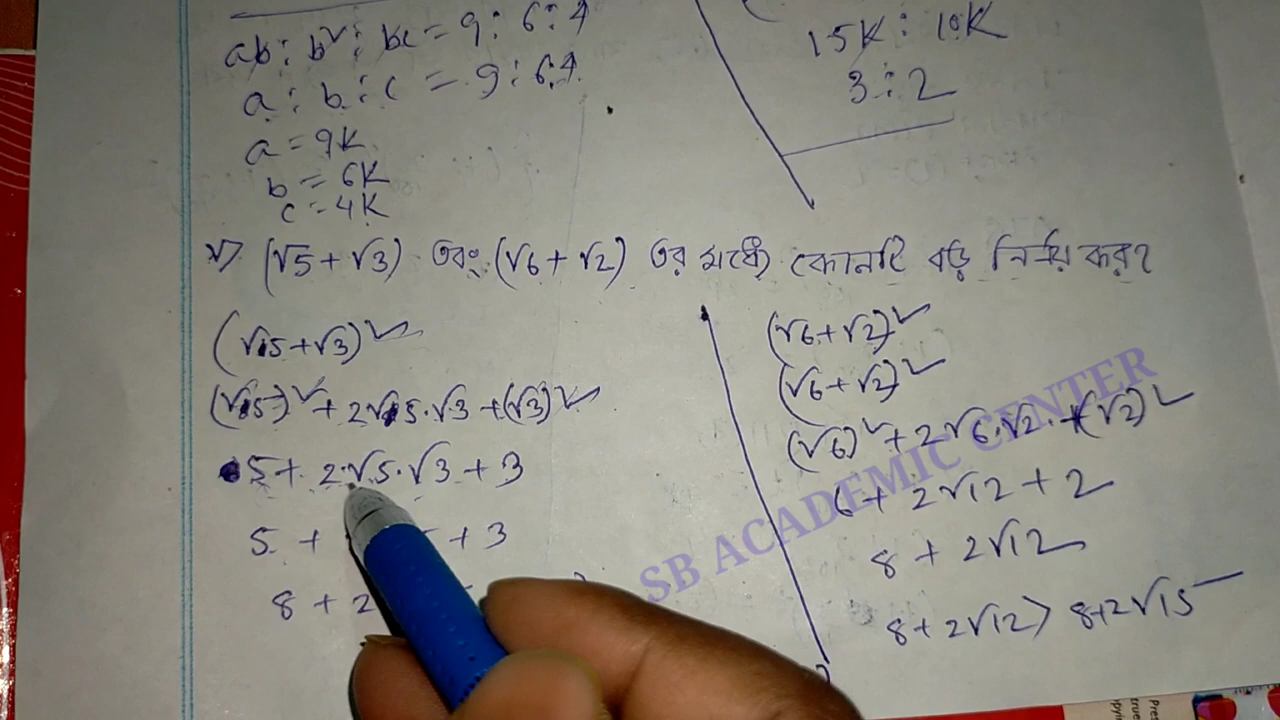 ab : b² : bc = 9 : 6 : 4
a : b : c = 9 : 6:4
a = 9K
b = 6K
c = 4K
15K : 10K
3 : 2
v) (√5 + √3) এবং (√6 + √2) এর মধ্যে কোনটি বড় নির্ণয় কর?
(√5 + √3)²
(√5)² + 2√5.√3 + (√3)²
5 + 2.√5.√3 + 3
5 + + 3
8 + 2
(√6 + √2)²
(√6 + √2)²
(√6)² + 2√6.√2. + (√2)²
6 + 2√12 + 2
8 + 2√12
8 + 2√12 > 8+2√15
SB ACADEMIC CENTER